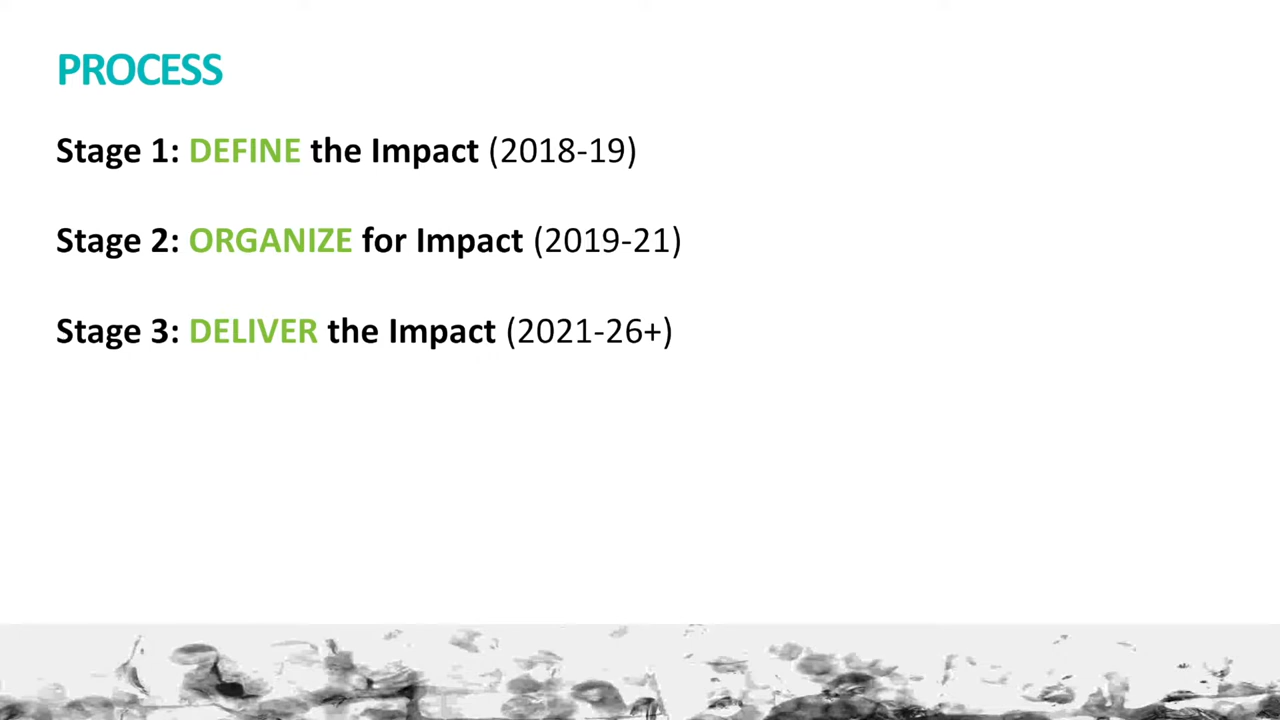 PROCESS
Stage 1: DEFINE the Impact (2018-19)
Stage 2: ORGANIZE for Impact (2019-21)
Stage 3: DELIVER the Impact (2021-26+)